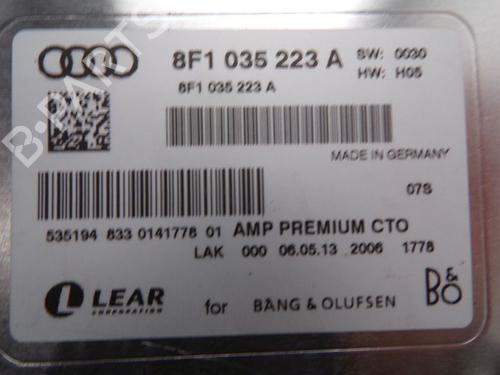 8F1 035 223 A SW: 0030
8F1 035 223 A HW: H05
MADE IN GERMANY
07S
535194 833 0141778 01 AMP PREMIUM CTO
LAK 000 06.05.13 2006 1778
LEAR
CORPORATION
for BANG & OLUFSEN
B&O
B-PARTS